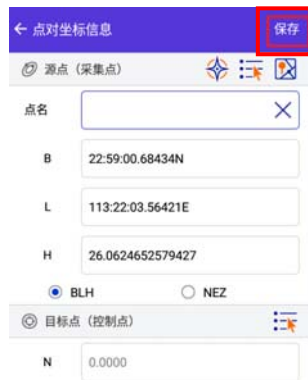 ← 点对坐标信息 保存
源点（采集点）
点名
B 22:59:00.68434N
L 113:22:03.56421E
H 26.0624652579427
BLH NEZ
目标点（控制点）
N 0.0000